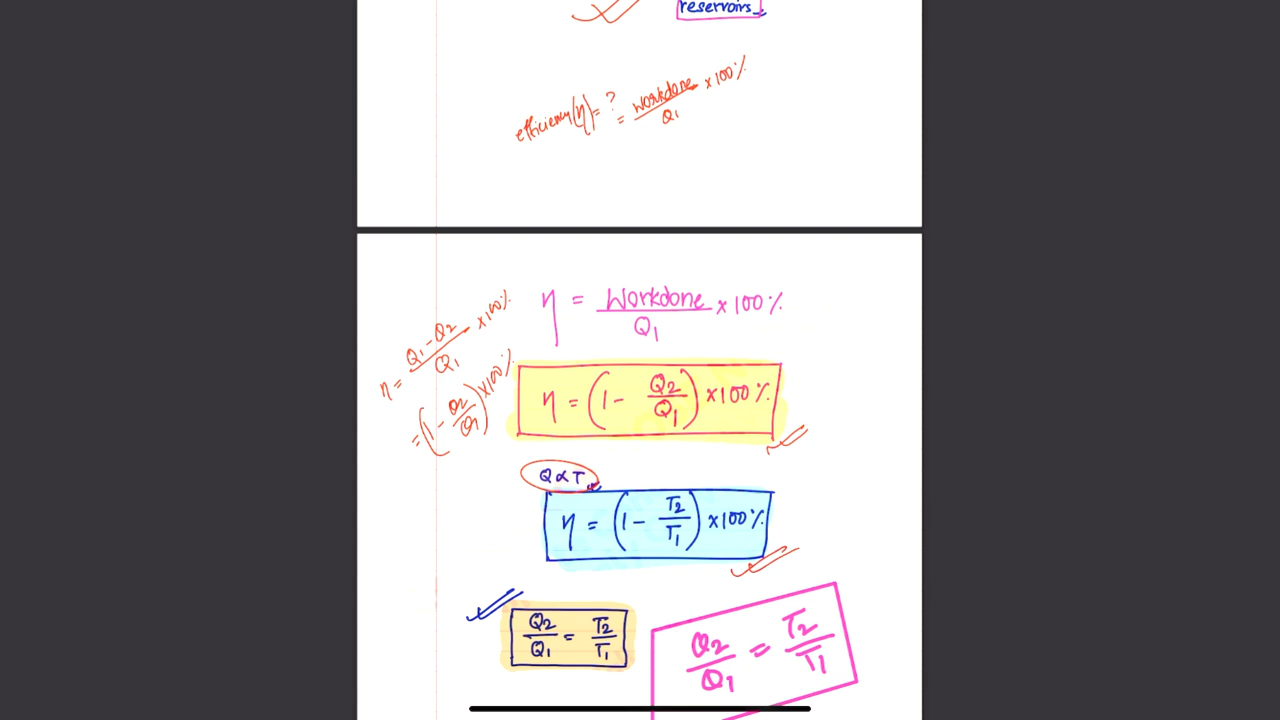 reservoirs
efficiency(η) = ? = workdone/Q₁ × 100%
η = Workdone/Q₁ × 100%
η = Q₁ - Q₂/Q₁ × 100%
= (1 - Q₂/Q₁) × 100%
η = (1 - Q₂/Q₁) × 100%
Q ∝ T
η = (1 - T₂/T₁) × 100%
Q₂/Q₁ = T₂/T₁
Q₂/Q₁ = T₂/T₁